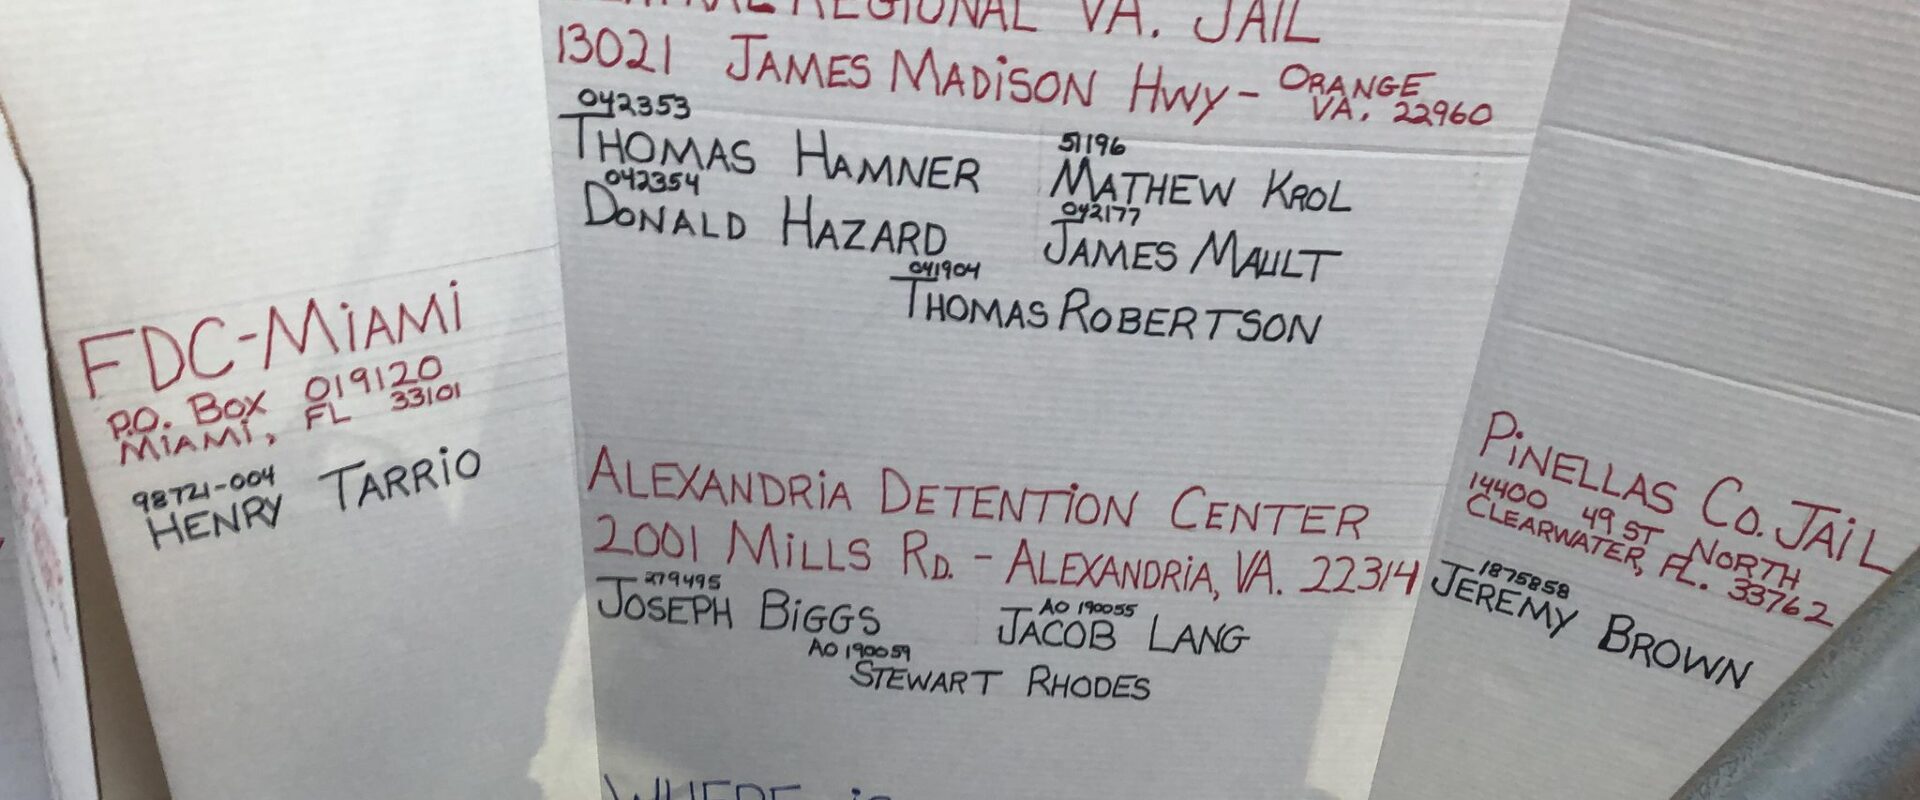 FDC-MIAMI
P.O. BOX 019120
MIAMI, FL 33101
98721-004
HENRY TARRIO
REGIONAL VA. JAIL
13021 JAMES MADISON HWY - ORANGE
VA. 22960
042353
THOMAS HAMNER
042354
DONALD HAZARD
51196
MATHEW KROL
042177
JAMES MAULT
041904
THOMAS ROBERTSON
ALEXANDRIA DETENTION CENTER
2001 MILLS RD. - ALEXANDRIA, VA. 22314
279495
JOSEPH BIGGS
AO 190055
JACOB LANG
AO 190059
STEWART RHODES
WHERE is
PINELLAS CO. JAIL
14400 49 ST NORTH
CLEARWATER, FL. 33762
1875858
JEREMY BROWN